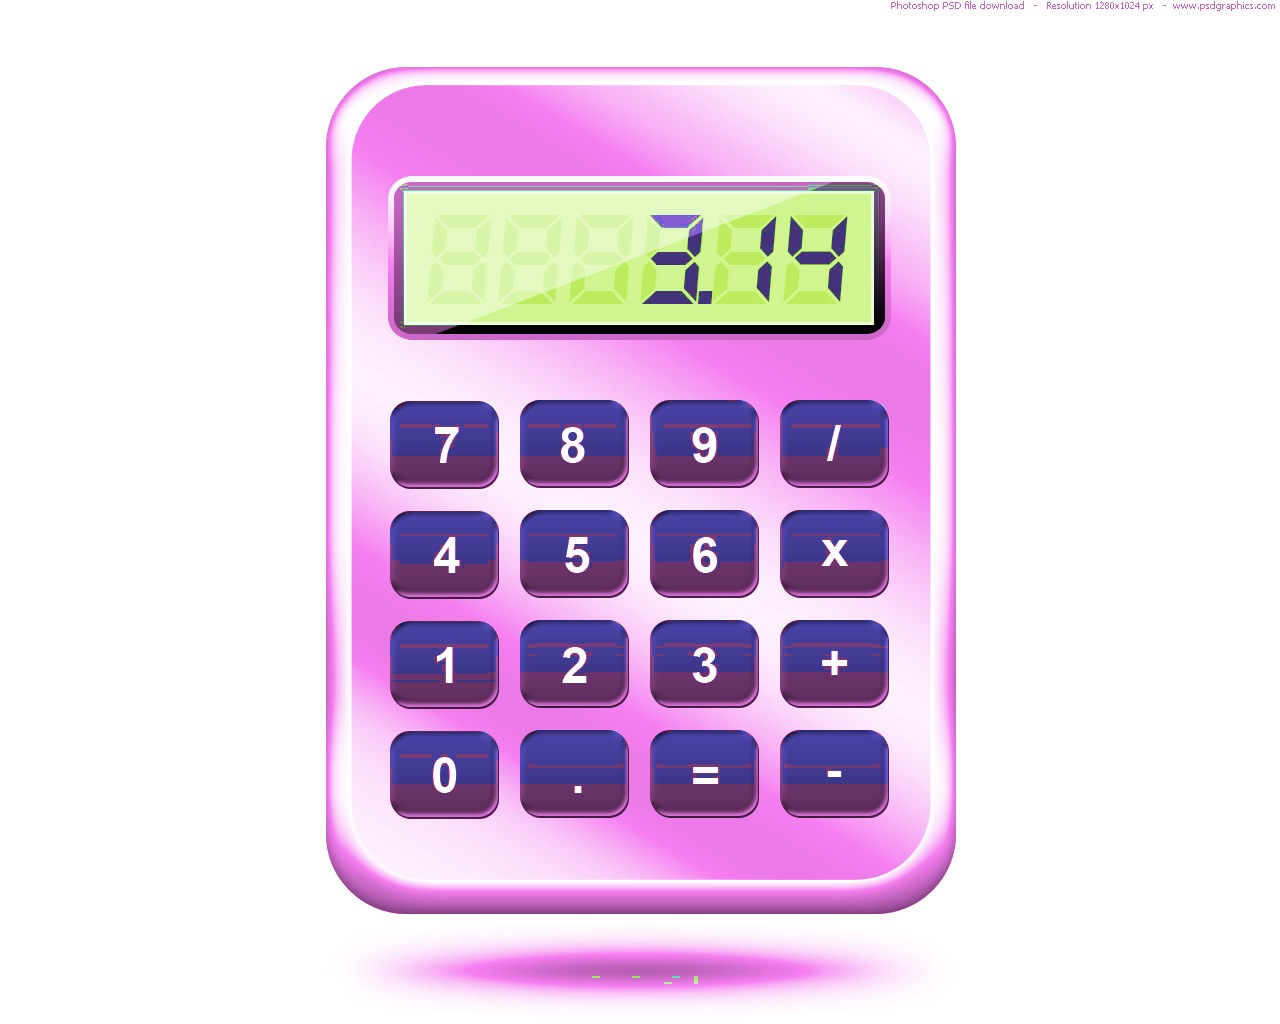 Photoshop PSD file download - Resolution 1280x1024 px - www.psdgraphics.com
3.14
7 8 9 /
4 5 6 x
1 2 3 +
0 . = -